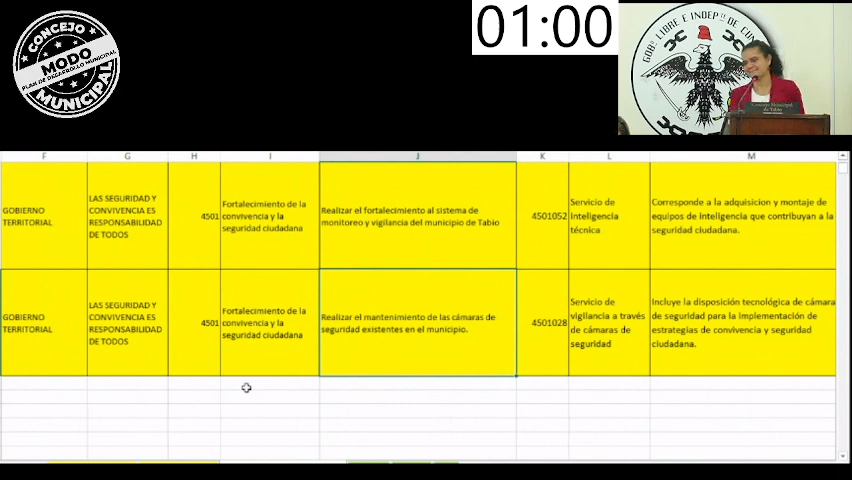 CONCEJO
MODO
PLAN DE DESARROLLO MUNICIPAL
MUNICIPAL
01:00
GOBº LIBRE E INDEPTE DE CUN
Concejo Municipal
de Tabio
F G H I J K L M
GOBIERNO
TERRITORIAL
LAS SEGURIDAD Y
CONVIVENCIA ES
RESPONSABILIDAD
DE TODOS
4501
Fortalecimiento de la
convivencia y la
seguridad ciudadana
Realizar el fortalecimiento al sistema de
monitoreo y vigilancia del municipio de Tabio
4501052
Servicio de
inteligencia
técnica
Corresponde a la adquisicion y montaje de
equipos de inteligencia que contribuyan a la
seguridad ciudadana.
GOBIERNO
TERRITORIAL
LAS SEGURIDAD Y
CONVIVENCIA ES
RESPONSABILIDAD
DE TODOS
4501
Fortalecimiento de la
convivencia y la
seguridad ciudadana
Realizar el mantenimiento de las cámaras de
seguridad existentes en el municipio.
4501028
Servicio de
vigilancia a través
de cámaras de
seguridad
Incluye la disposición tecnológica de cámara
de seguridad para la implementación de
estrategias de convivencia y seguridad
ciudadana.